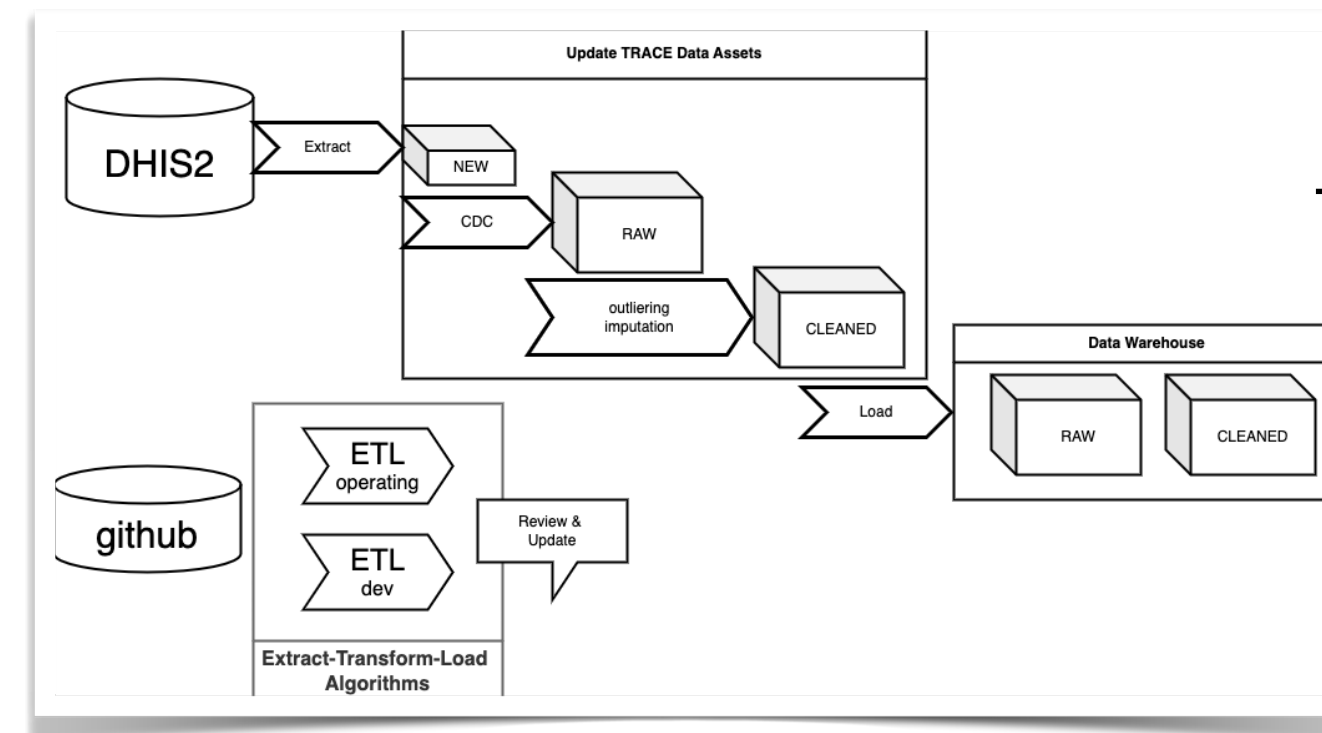 Update TRACE Data Assets
DHIS2
Extract
NEW
CDC
RAW
outliering
imputation
CLEANED
Data Warehouse
Load
RAW
CLEANED
ETL
operating
github
Review &
Update
ETL
dev
Extract-Transform-Load
Algorithms